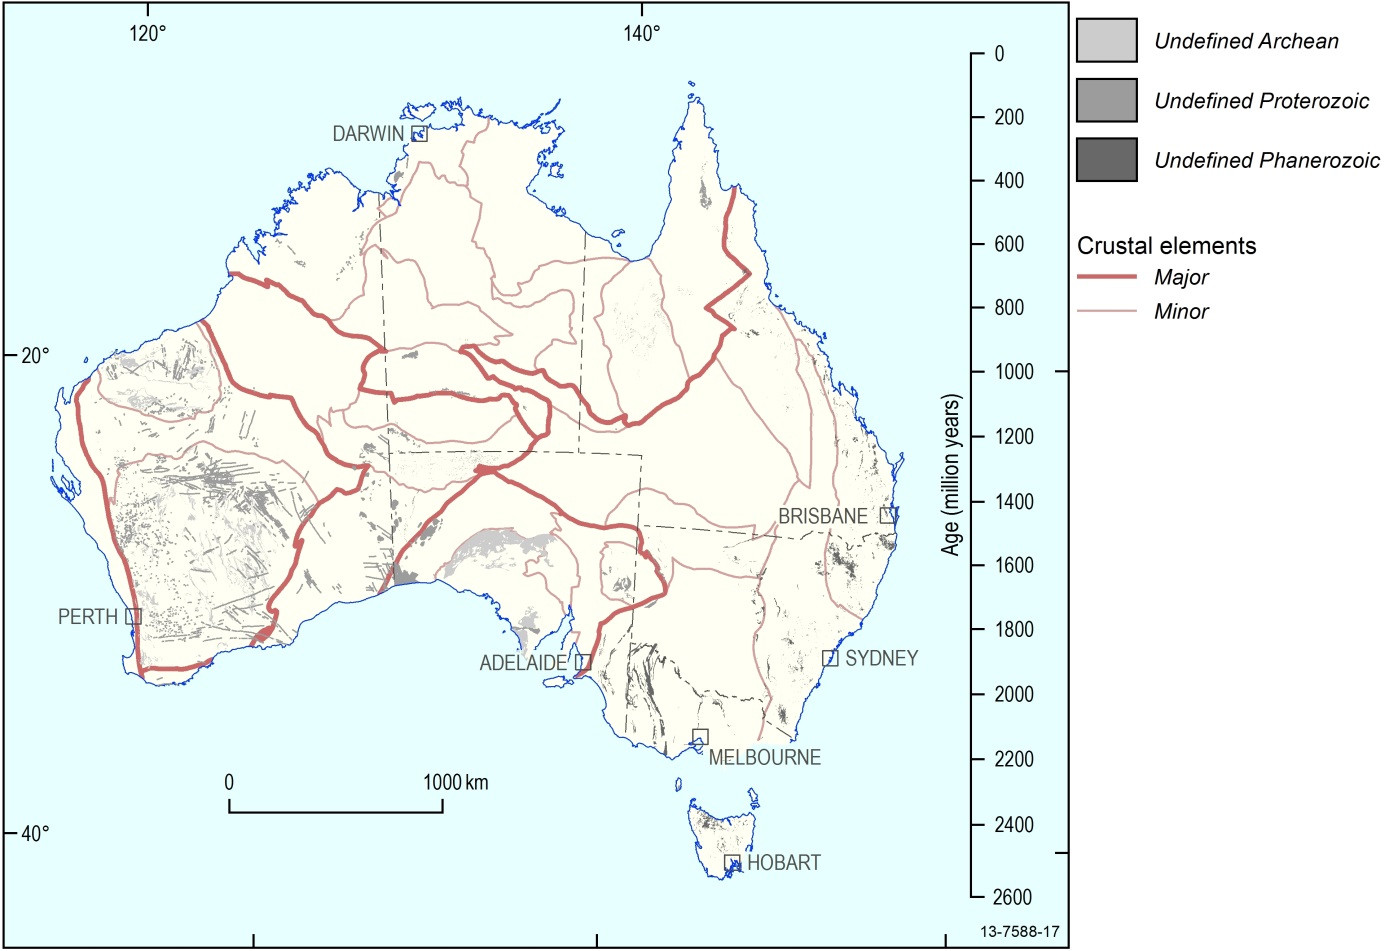 120°
140°
0
200
400
600
800
1000
1200
1400
1600
1800
2000
2200
2400
2600
Age (million years)
20°
40°
DARWIN
BRISBANE
PERTH
ADELAIDE
SYDNEY
MELBOURNE
HOBART
0
1000 km
13-7588-17
Undefined Archean
Undefined Proterozoic
Undefined Phanerozoic
Crustal elements
Major
Minor